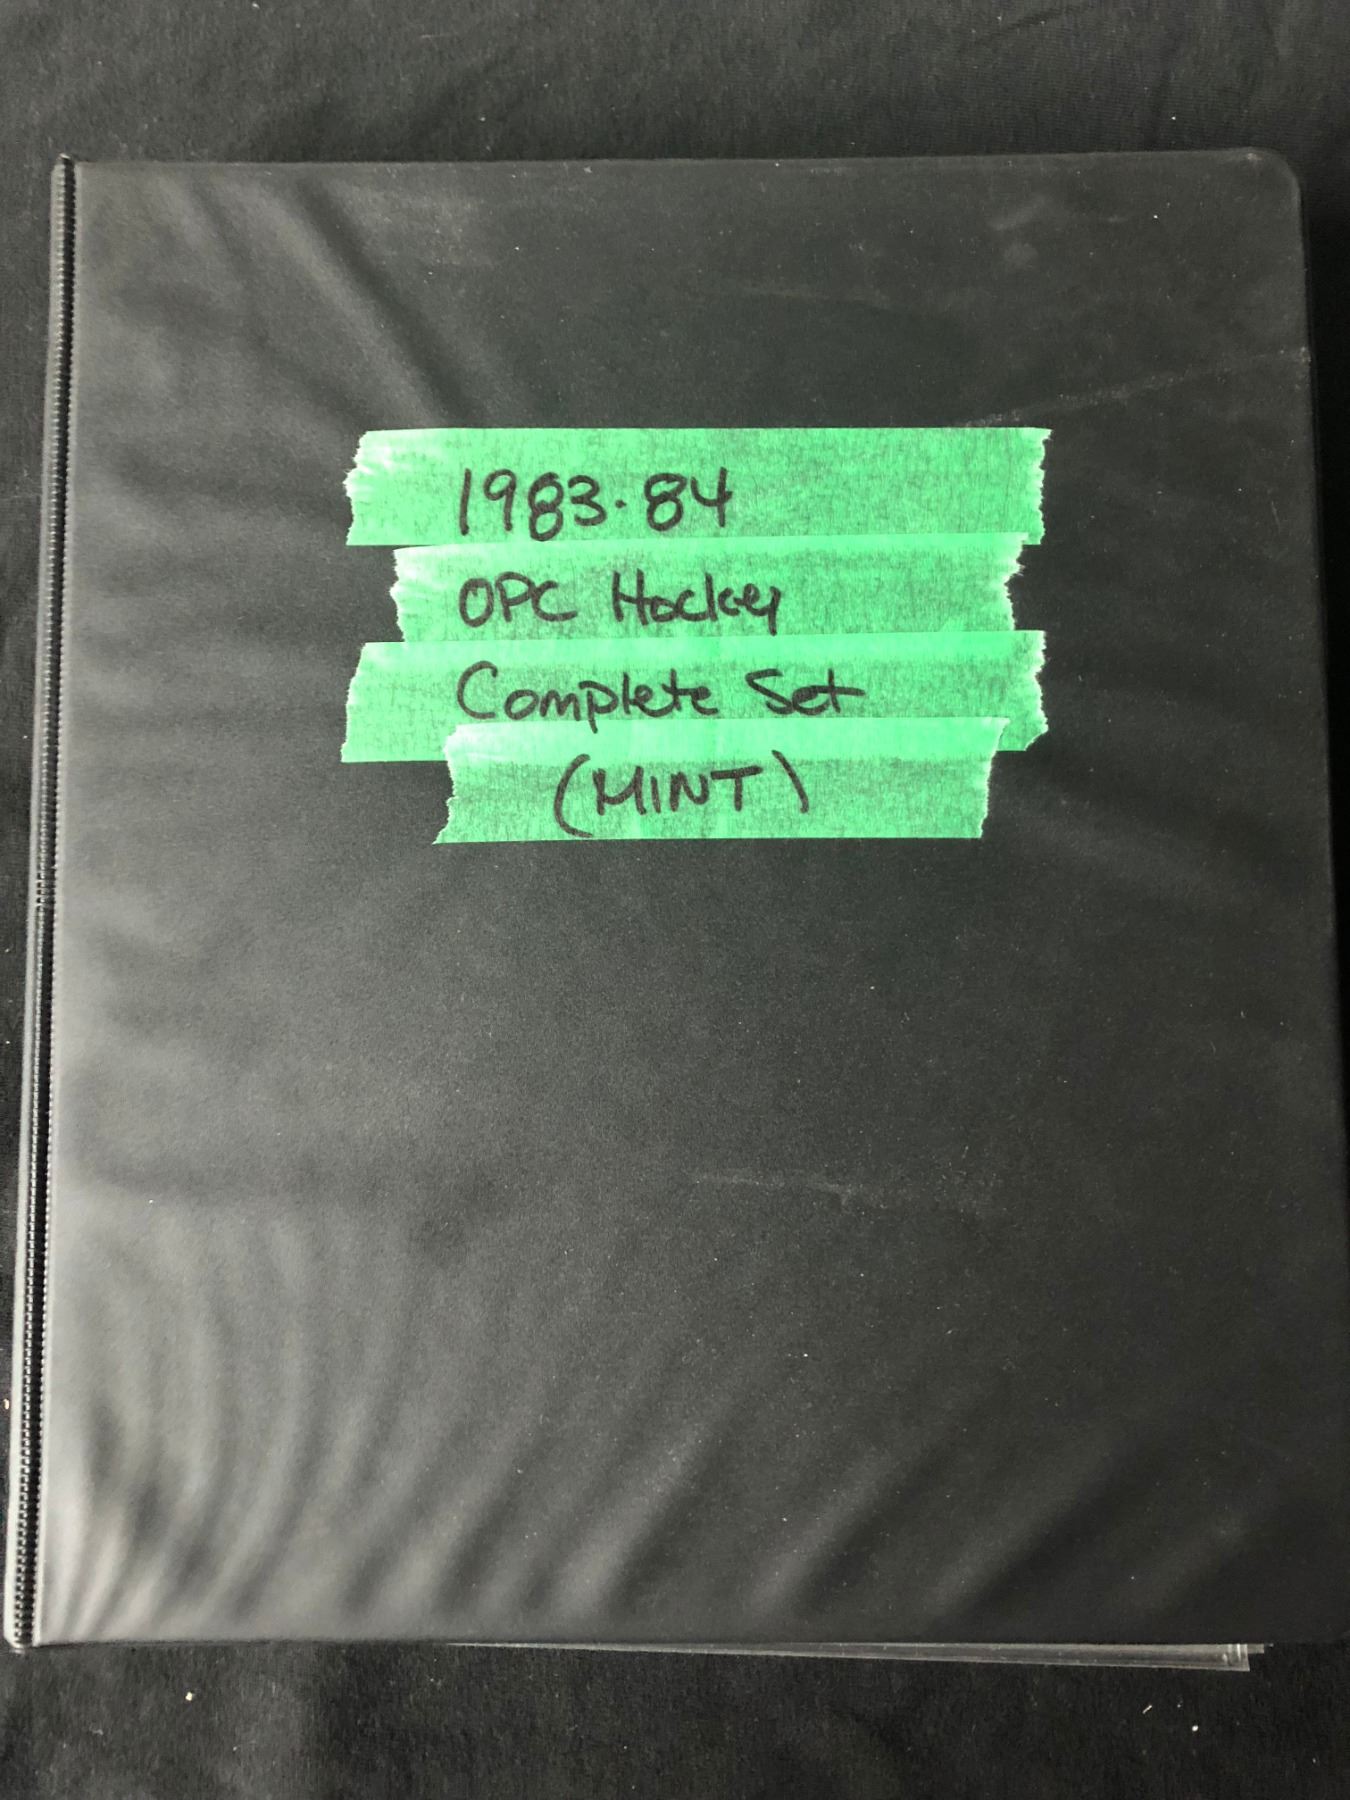 1983·84
OPC Hockey
Complete Set
(MINT)